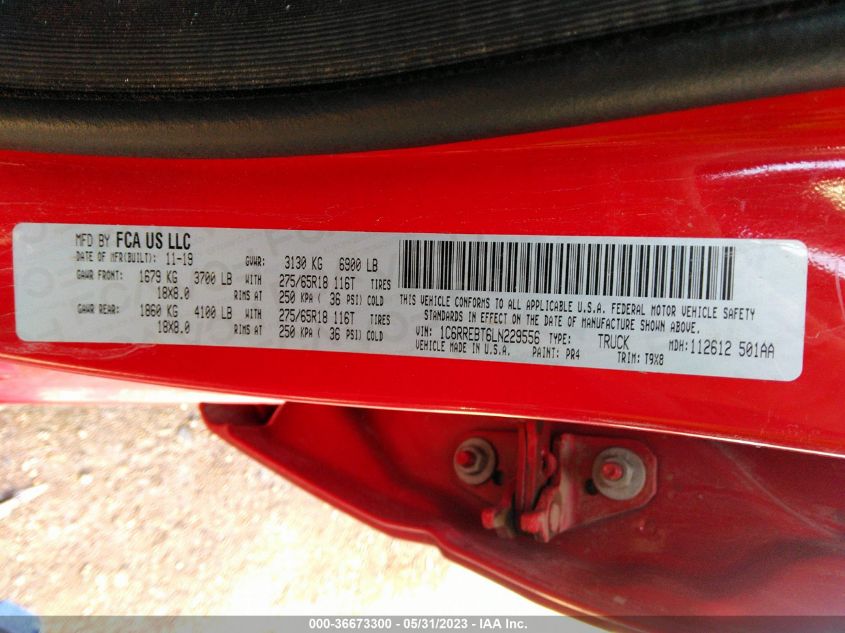 MFD BY FCA US LLC
DATE OF MFR(BUILT): 11-19 GVWR: 3130 KG 6900 LB
GAWR FRONT: 1679 KG 3700 LB WITH 275/65R18 116T TIRES
18X8.0 RIMS AT 250 KPA ( 36 PSI) COLD
GAWR REAR: 1860 KG 4100 LB WITH 275/65R18 116T TIRES
18X8.0 RIMS AT 250 KPA ( 36 PSI) COLD
THIS VEHICLE CONFORMS TO ALL APPLICABLE U.S.A. FEDERAL MOTOR VEHICLE SAFETY
STANDARDS IN EFFECT ON THE DATE OF MANUFACTURE SHOWN ABOVE.
VIN: 1C6RREBT6LN229556 TYPE: TRUCK MDH: 112612 501AA
VEHICLE MADE IN U.S.A. PAINT: PR4 TRIM: T9X8
000-36673300 - 05/31/2023 - IAA Inc.